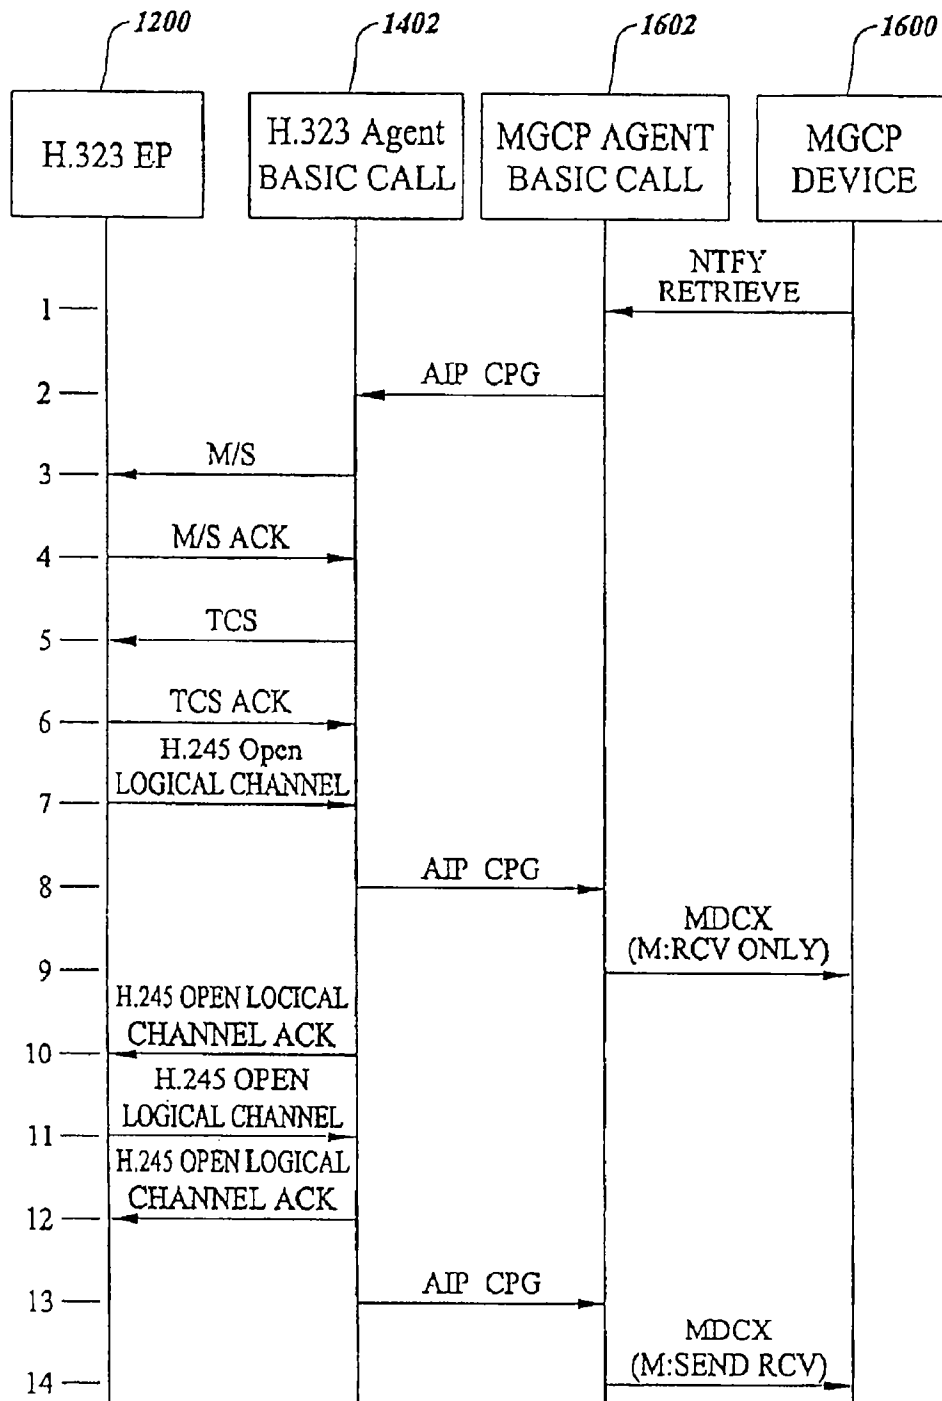 1200
1402
1602
1600
H.323 EP
H.323 Agent
BASIC CALL
MGCP AGENT
BASIC CALL
MGCP
DEVICE
NTFY
RETRIEVE
1
AIP CPG
2
M/S
3
M/S ACK
4
TCS
5
TCS ACK
6
H.245 Open
LOGICAL CHANNEL
7
AIP CPG
8
MDCX
(M:RCV ONLY)
9
H.245 OPEN LOCICAL
CHANNEL ACK
10
H.245 OPEN
LOGICAL CHANNEL
11
H.245 OPEN LOGICAL
CHANNEL ACK
12
AIP CPG
13
MDCX
(M:SEND RCV)
14